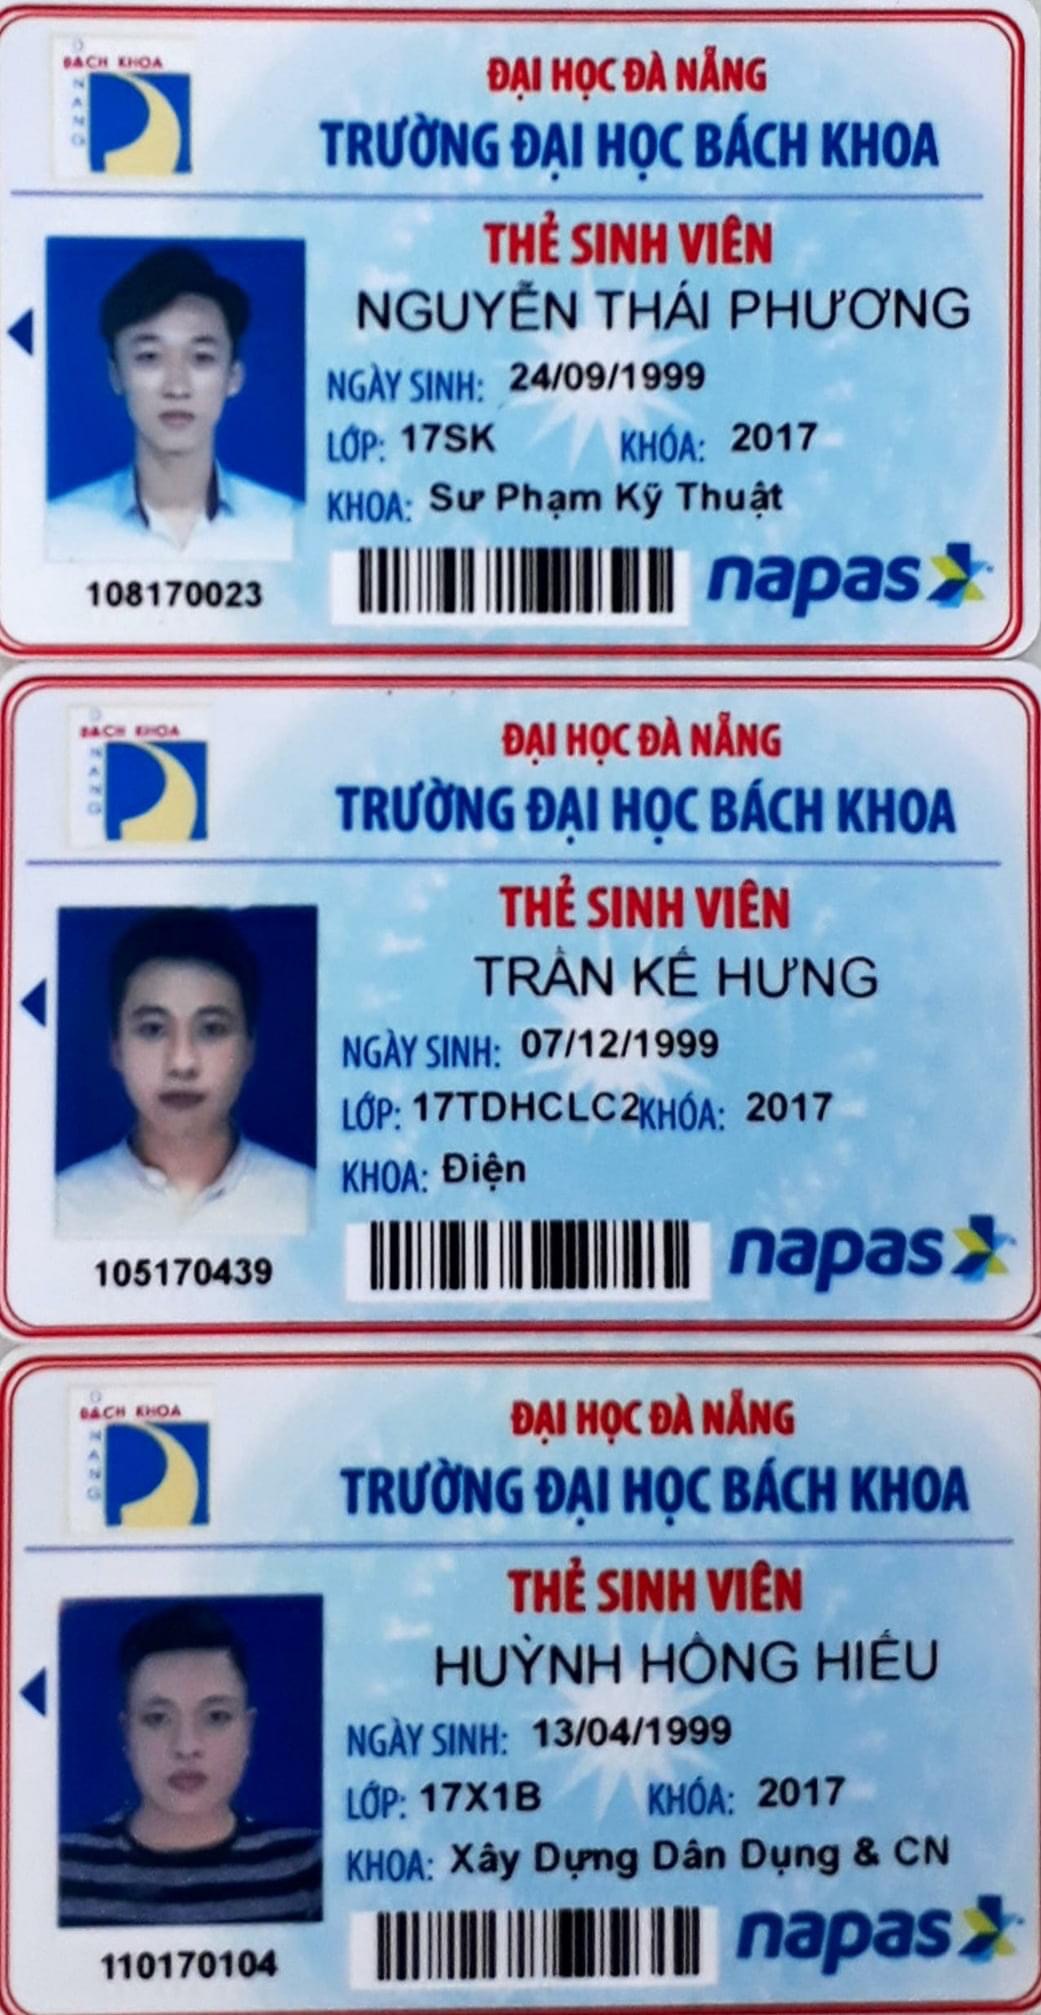 BÁCH KHOA
ĐÀ NANG
ĐẠI HỌC ĐÀ NẴNG
TRƯỜNG ĐẠI HỌC BÁCH KHOA
THẺ SINH VIÊN
NGUYỄN THÁI PHƯƠNG
NGÀY SINH: 24/09/1999
LỚP: 17SK KHÓA: 2017
KHOA: Sư Phạm Kỹ Thuật
108170023
napas
BÁCH KHOA
ĐÀ NANG
ĐẠI HỌC ĐÀ NẴNG
TRƯỜNG ĐẠI HỌC BÁCH KHOA
THẺ SINH VIÊN
TRẦN KẾ HƯNG
NGÀY SINH: 07/12/1999
LỚP: 17TDHCLC2 KHÓA: 2017
KHOA: Điện
105170439
napas
BÁCH KHOA
ĐÀ NANG
ĐẠI HỌC ĐÀ NẴNG
TRƯỜNG ĐẠI HỌC BÁCH KHOA
THẺ SINH VIÊN
HUỲNH HỒNG HIẾU
NGÀY SINH: 13/04/1999
LỚP: 17X1B KHÓA: 2017
KHOA: Xây Dựng Dân Dụng & CN
110170104
napas